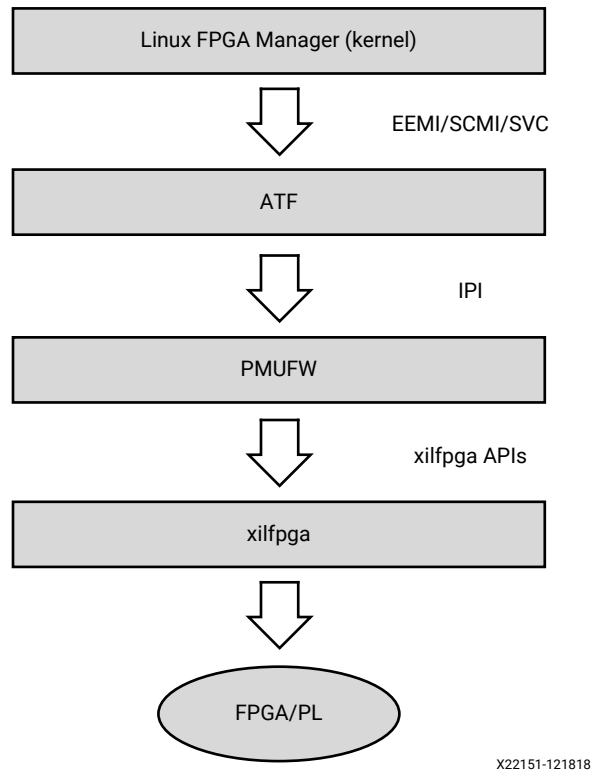 Linux FPGA Manager (kernel)
EEMI/SCMI/SVC
ATF
IPI
PMUFW
xilfpga APIs
xilfpga
FPGA/PL
X22151-121818